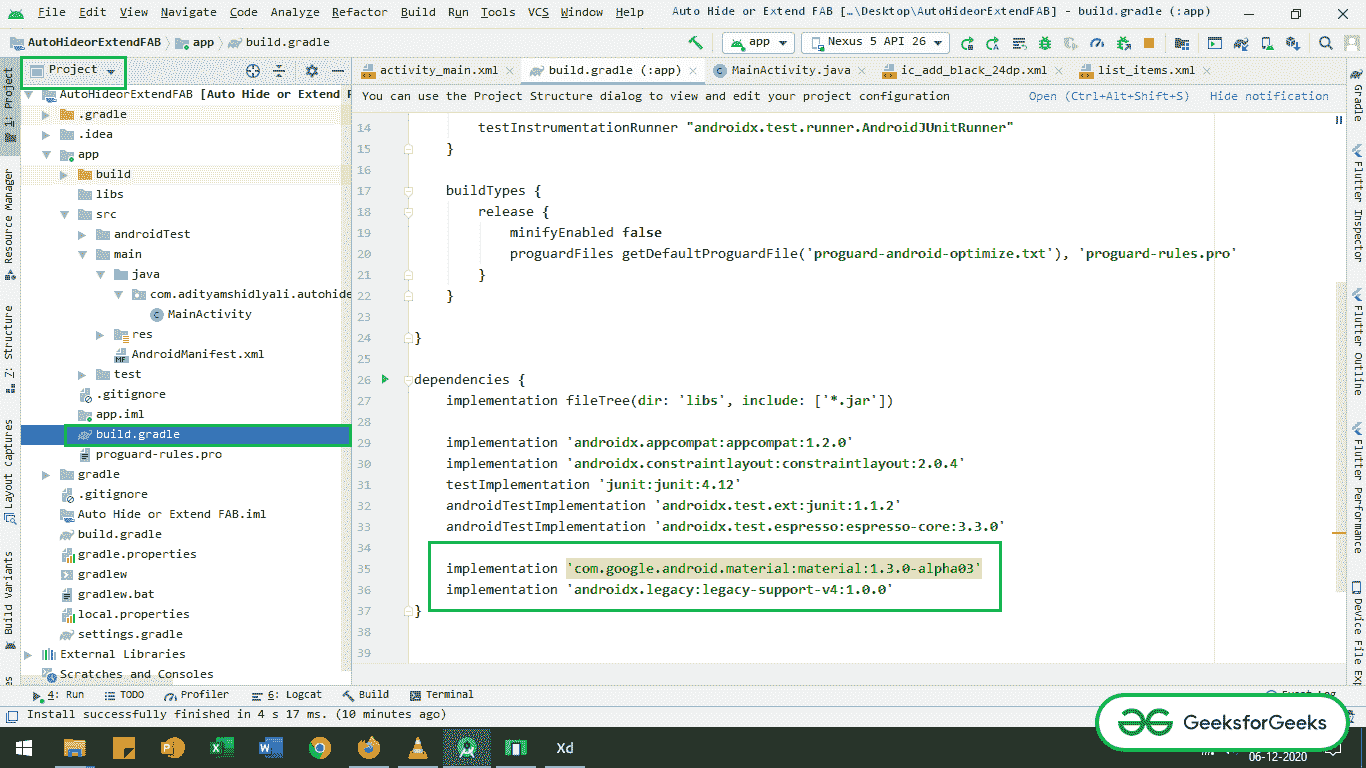 File Edit View Navigate Code Analyze Refactor Build Run Tools VCS Window Help Auto Hide or Extend FAB [...\Desktop\AutoHideorExtendFAB] - build.gradle (:app)
AutoHideorExtendFAB app build.gradle app Nexus 5 API 26
Project activity_main.xml build.gradle (:app) MainActivity.java ic_add_black_24dp.xml list_items.xml
You can use the Project Structure dialog to view and edit your project configuration Open (Ctrl+Alt+Shift+S) Hide notification
AutoHideorExtendFAB [Auto Hide or Extend F
.gradle
.idea
app
build
libs
src
androidTest
main
java
com.adityamshidlyali.autohide
MainActivity
res
AndroidManifest.xml
test
.gitignore
app.iml
build.gradle
proguard-rules.pro
gradle
.gitignore
Auto Hide or Extend FAB.iml
build.gradle
gradle.properties
gradlew
gradlew.bat
local.properties
settings.gradle
External Libraries
Scratches and Consoles
14 testInstrumentationRunner "androidx.test.runner.AndroidJUnitRunner"
15 }
16
17 buildTypes {
18 release {
19 minifyEnabled false
20 proguardFiles getDefaultProguardFile('proguard-android-optimize.txt'), 'proguard-rules.pro'
21 }
22 }
23
24 }
25
26 dependencies {
27 implementation fileTree(dir: 'libs', include: ['*.jar'])
28
29 implementation 'androidx.appcompat:appcompat:1.2.0'
30 implementation 'androidx.constraintlayout:constraintlayout:2.0.4'
31 testImplementation 'junit:junit:4.12'
32 androidTestImplementation 'androidx.test.ext:junit:1.1.2'
33 androidTestImplementation 'androidx.test.espresso:espresso-core:3.3.0'
34
35 implementation 'com.google.android.material:material:1.3.0-alpha03'
36 implementation 'androidx.legacy:legacy-support-v4:1.0.0'
37 }
38
39
1: Project
Resource Manager
Z: Structure
Layout Captures
Build Variants
Gradle
Flutter Inspector
Flutter Outline
Flutter Performance
Device File Ex
4: Run TODO Profiler 6: Logcat Build Terminal
Install successfully finished in 4 s 17 ms. (10 minutes ago)
GeeksforGeeks
Xd
06-12-2020